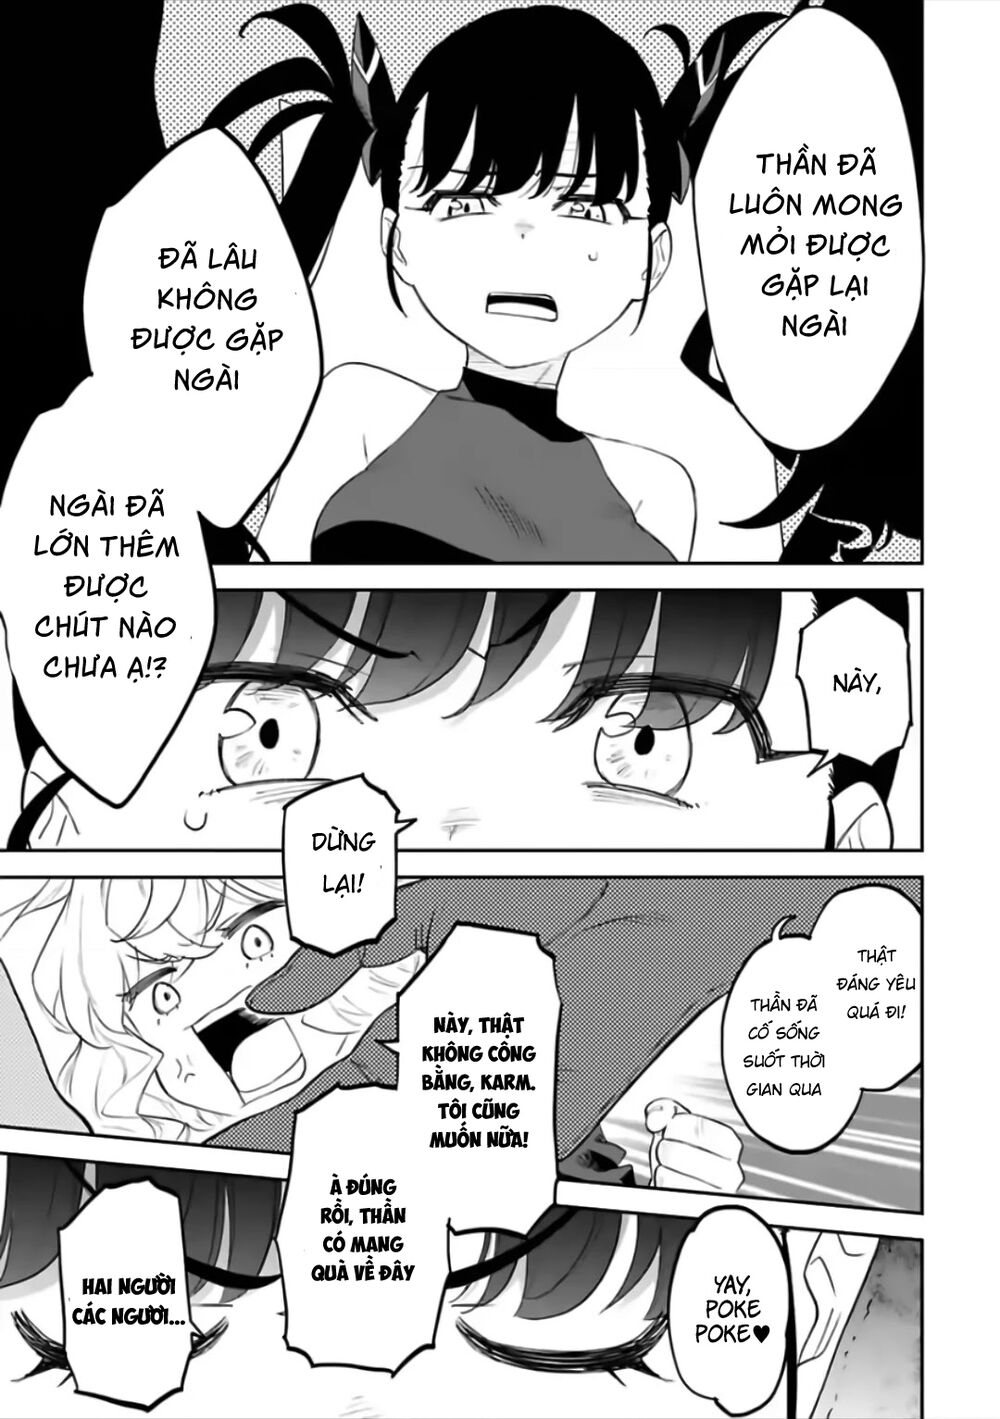 THẦN ĐÃ
LUÔN MONG
MỎI ĐƯỢC
GẶP LẠI
NGÀI
ĐÃ LÂU
KHÔNG
ĐƯỢC GẶP
NGÀI
NGÀI ĐÃ
LỚN THÊM
ĐƯỢC
CHÚT NÀO
CHƯA Ạ!?
NÀY,
DỪNG
LẠI!
THẬT
ĐÁNG YÊU
QUÁ ĐI!
THẦN ĐÃ
CỐ SỐNG
SUỐT THỜI
GIAN QUA
NÀY, THẬT
KHÔNG CÔNG
BẰNG, KARM.
TÔI CŨNG
MUỐN NỮA!
À ĐÚNG
RỒI, THẦN
CÓ MANG
QUÀ VỀ ĐÂY
YAY,
POKE
POKE♥
HAI NGƯỜI
CÁC NGƯƠI...